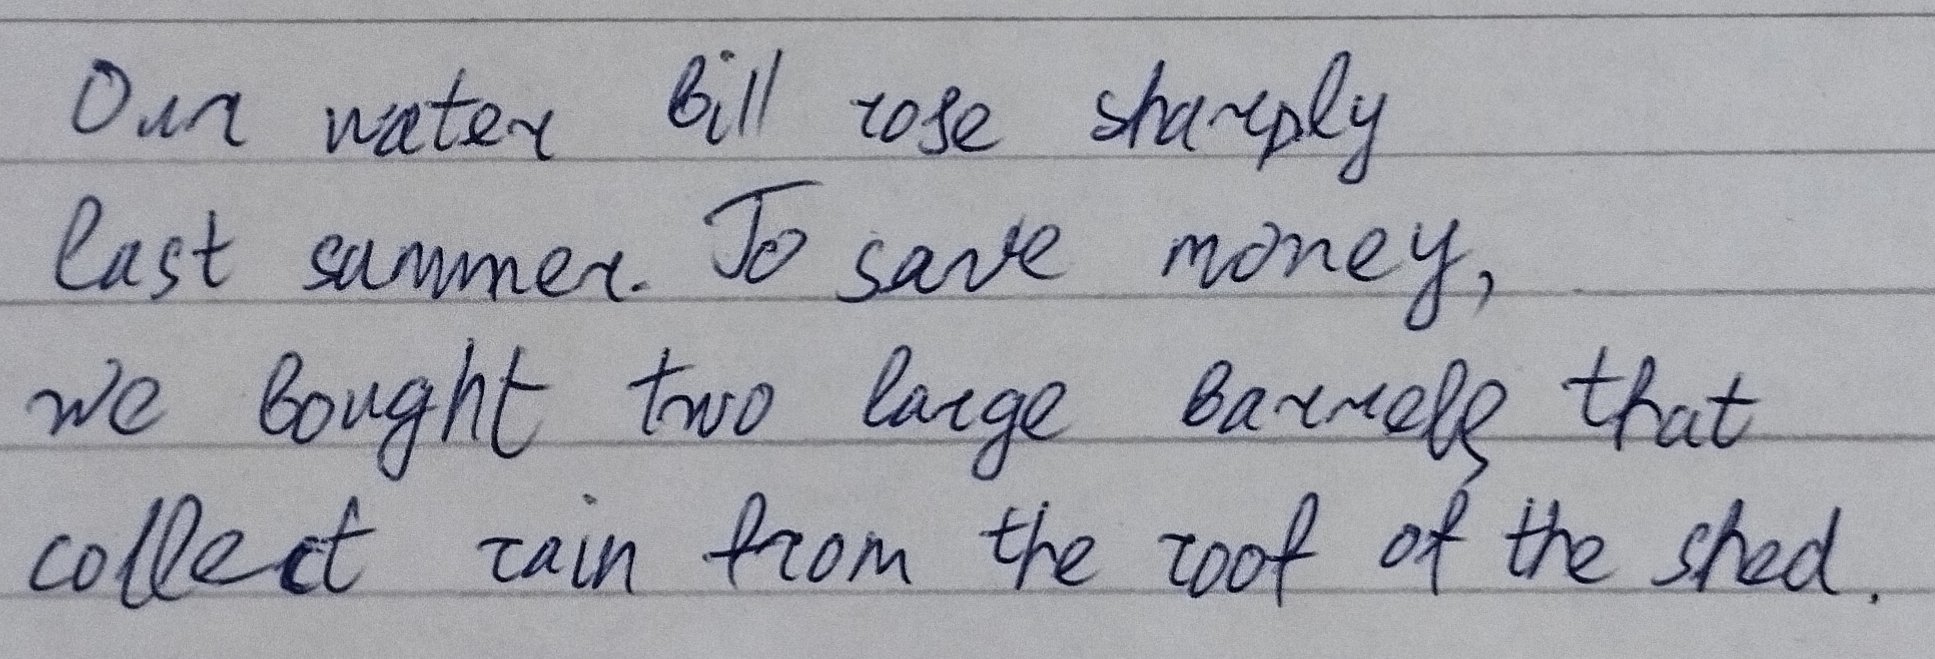 Our water bill rose sharply
last summer. To save money,
we bought two large barrels that
collect rain from the roof of the shed.